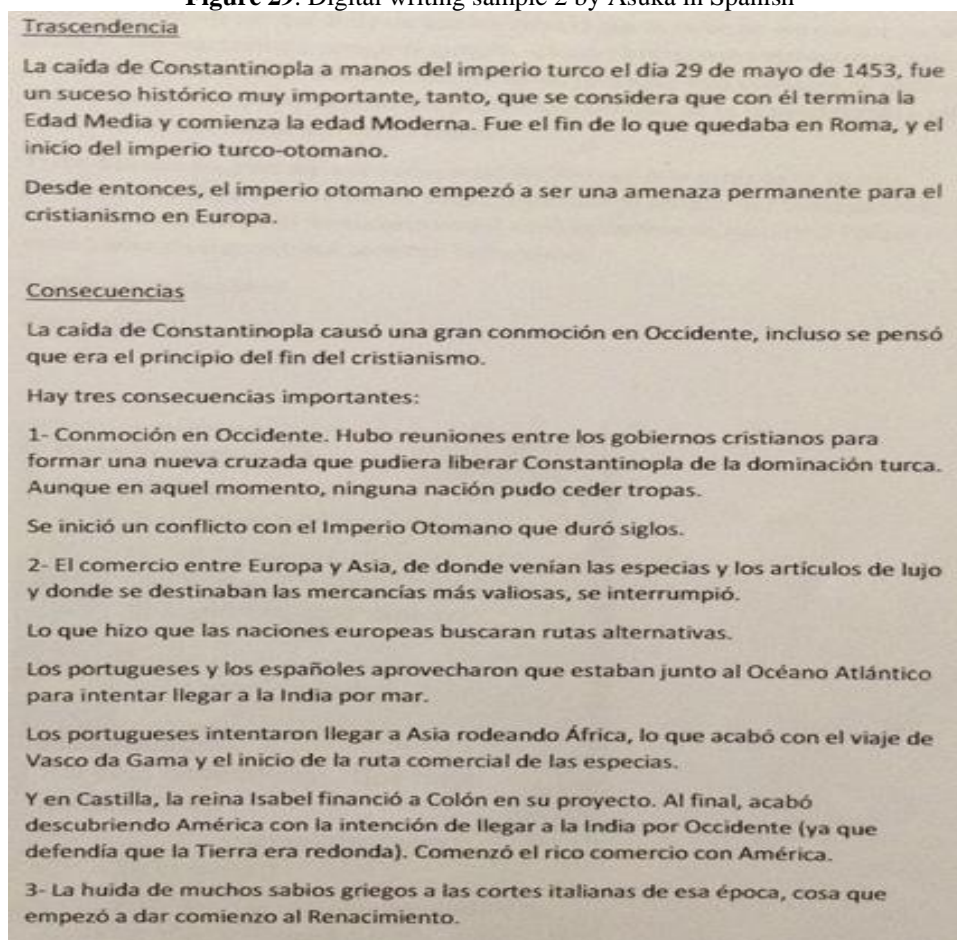 Figure 29. Digital writing sample 2 by Asuka in Spanish
Trascendencia
La caída de Constantinopla a manos del imperio turco el día 29 de mayo de 1453, fue
un suceso histórico muy importante, tanto, que se considera que con él termina la
Edad Media y comienza la edad Moderna. Fue el fin de lo que quedaba en Roma, y el
inicio del imperio turco-otomano.
Desde entonces, el imperio otomano empezó a ser una amenaza permanente para el
cristianismo en Europa.
Consecuencias
La caída de Constantinopla causó una gran conmoción en Occidente, incluso se pensó
que era el principio del fin del cristianismo.
Hay tres consecuencias importantes:
1- Conmoción en Occidente. Hubo reuniones entre los gobiernos cristianos para
formar una nueva cruzada que pudiera liberar Constantinopla de la dominación turca.
Aunque en aquel momento, ninguna nación pudo ceder tropas.
Se inició un conflicto con el Imperio Otomano que duró siglos.
2- El comercio entre Europa y Asia, de donde venían las especias y los artículos de lujo
y donde se destinaban las mercancías más valiosas, se interrumpió.
Lo que hizo que las naciones europeas buscaran rutas alternativas.
Los portugueses y los españoles aprovecharon que estaban junto al Océano Atlántico
para intentar llegar a la India por mar.
Los portugueses intentaron llegar a Asia rodeando África, lo que acabó con el viaje de
Vasco da Gama y el inicio de la ruta comercial de las especias.
Y en Castilla, la reina Isabel financió a Colón en su proyecto. Al final, acabó
descubriendo América con la intención de llegar a la India por Occidente (ya que
defendía que la Tierra era redonda). Comenzó el rico comercio con América.
3- La huida de muchos sabios griegos a las cortes italianas de esa época, cosa que
empezó a dar comienzo al Renacimiento.